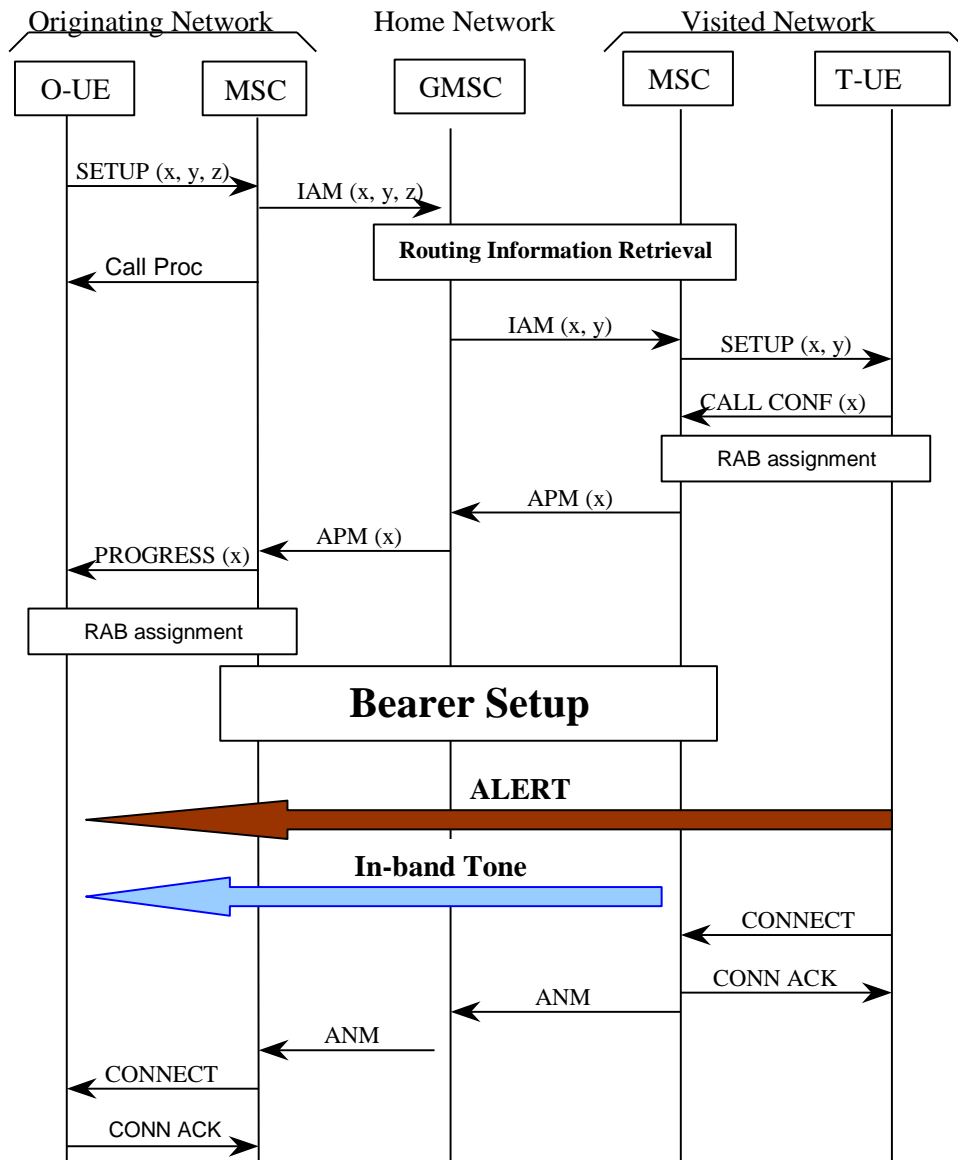 Originating Network
Home Network
Visited Network
O-UE
MSC
GMSC
MSC
T-UE
SETUP (x, y, z)
IAM (x, y, z)
Routing Information Retrieval
Call Proc
IAM (x, y)
SETUP (x, y)
CALL CONF (x)
RAB assignment
APM (x)
APM (x)
PROGRESS (x)
RAB assignment
Bearer Setup
ALERT
In-band Tone
CONNECT
CONN ACK
ANM
ANM
CONNECT
CONN ACK